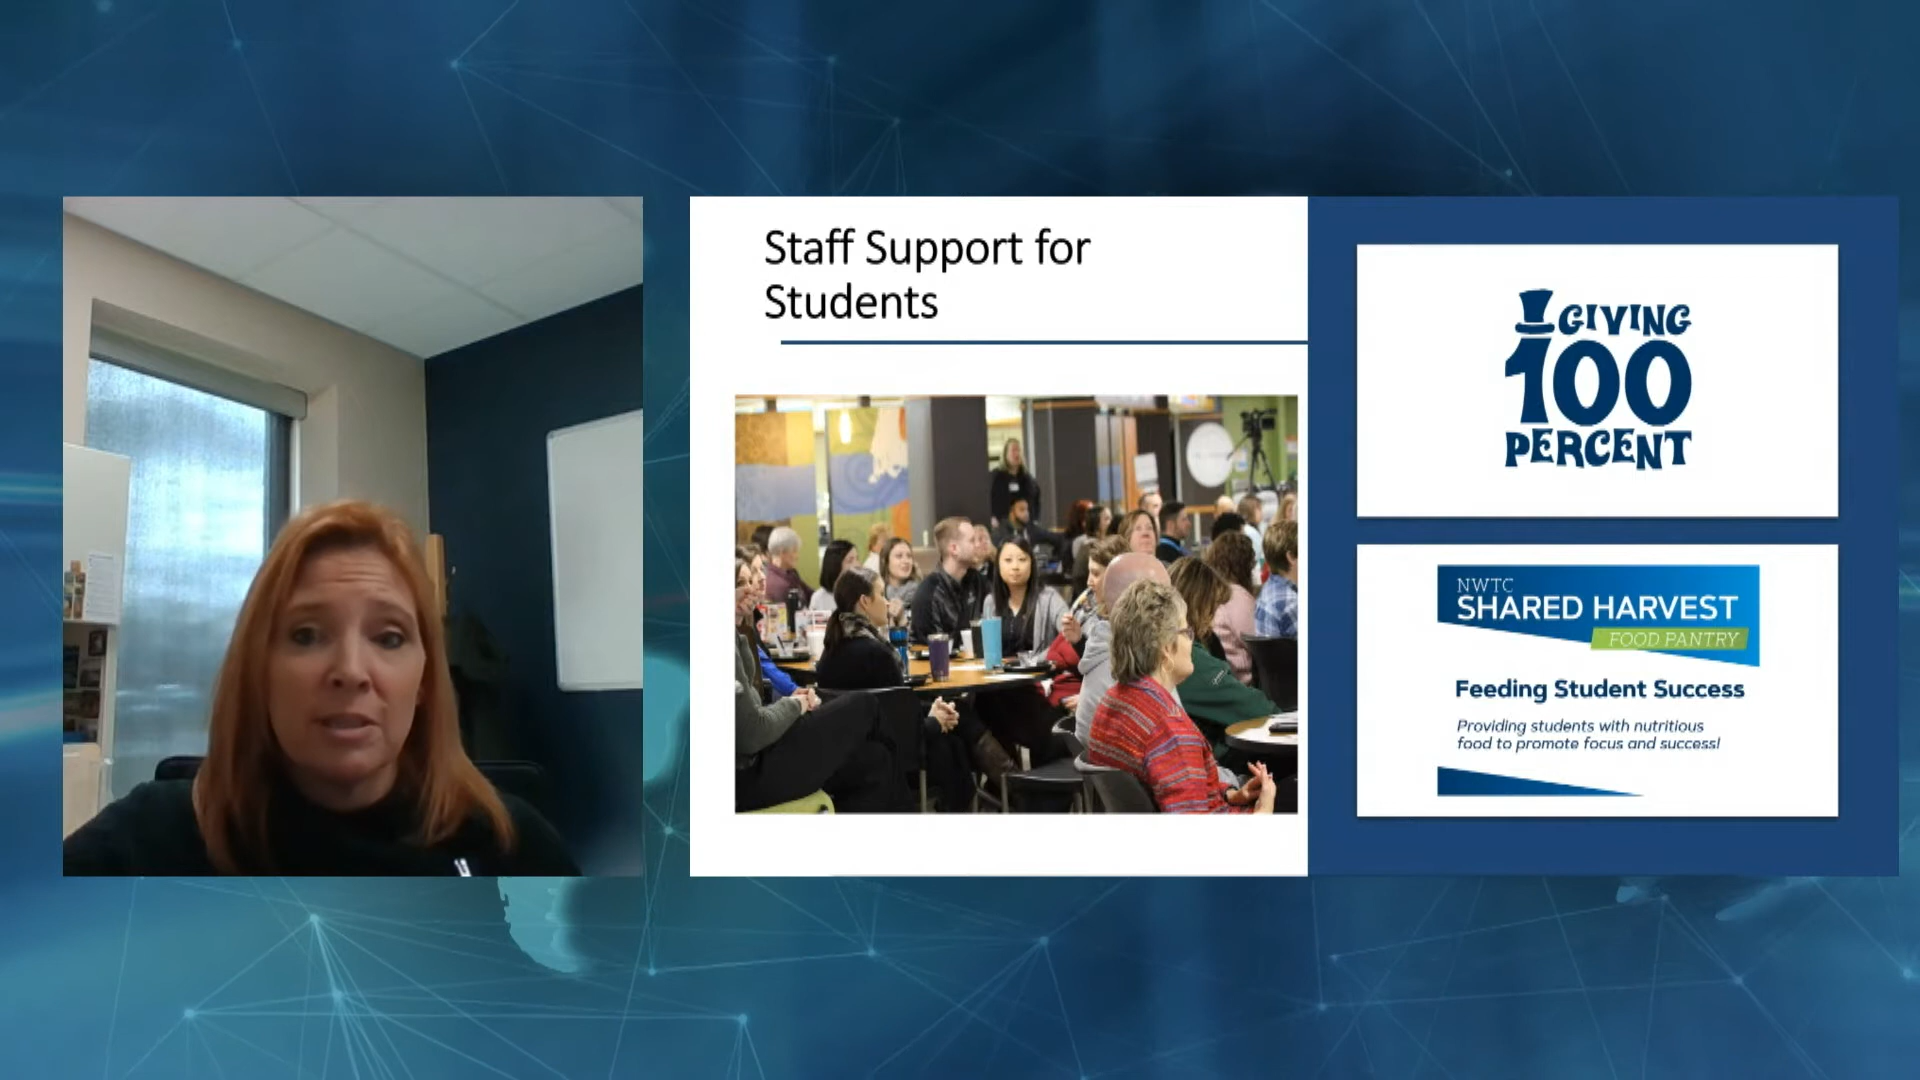 Staff Support for
Students
GIVING
100
PERCENT
NWTC
SHARED HARVEST
FOOD PANTRY
Feeding Student Success
Providing students with nutritious
food to promote focus and success!